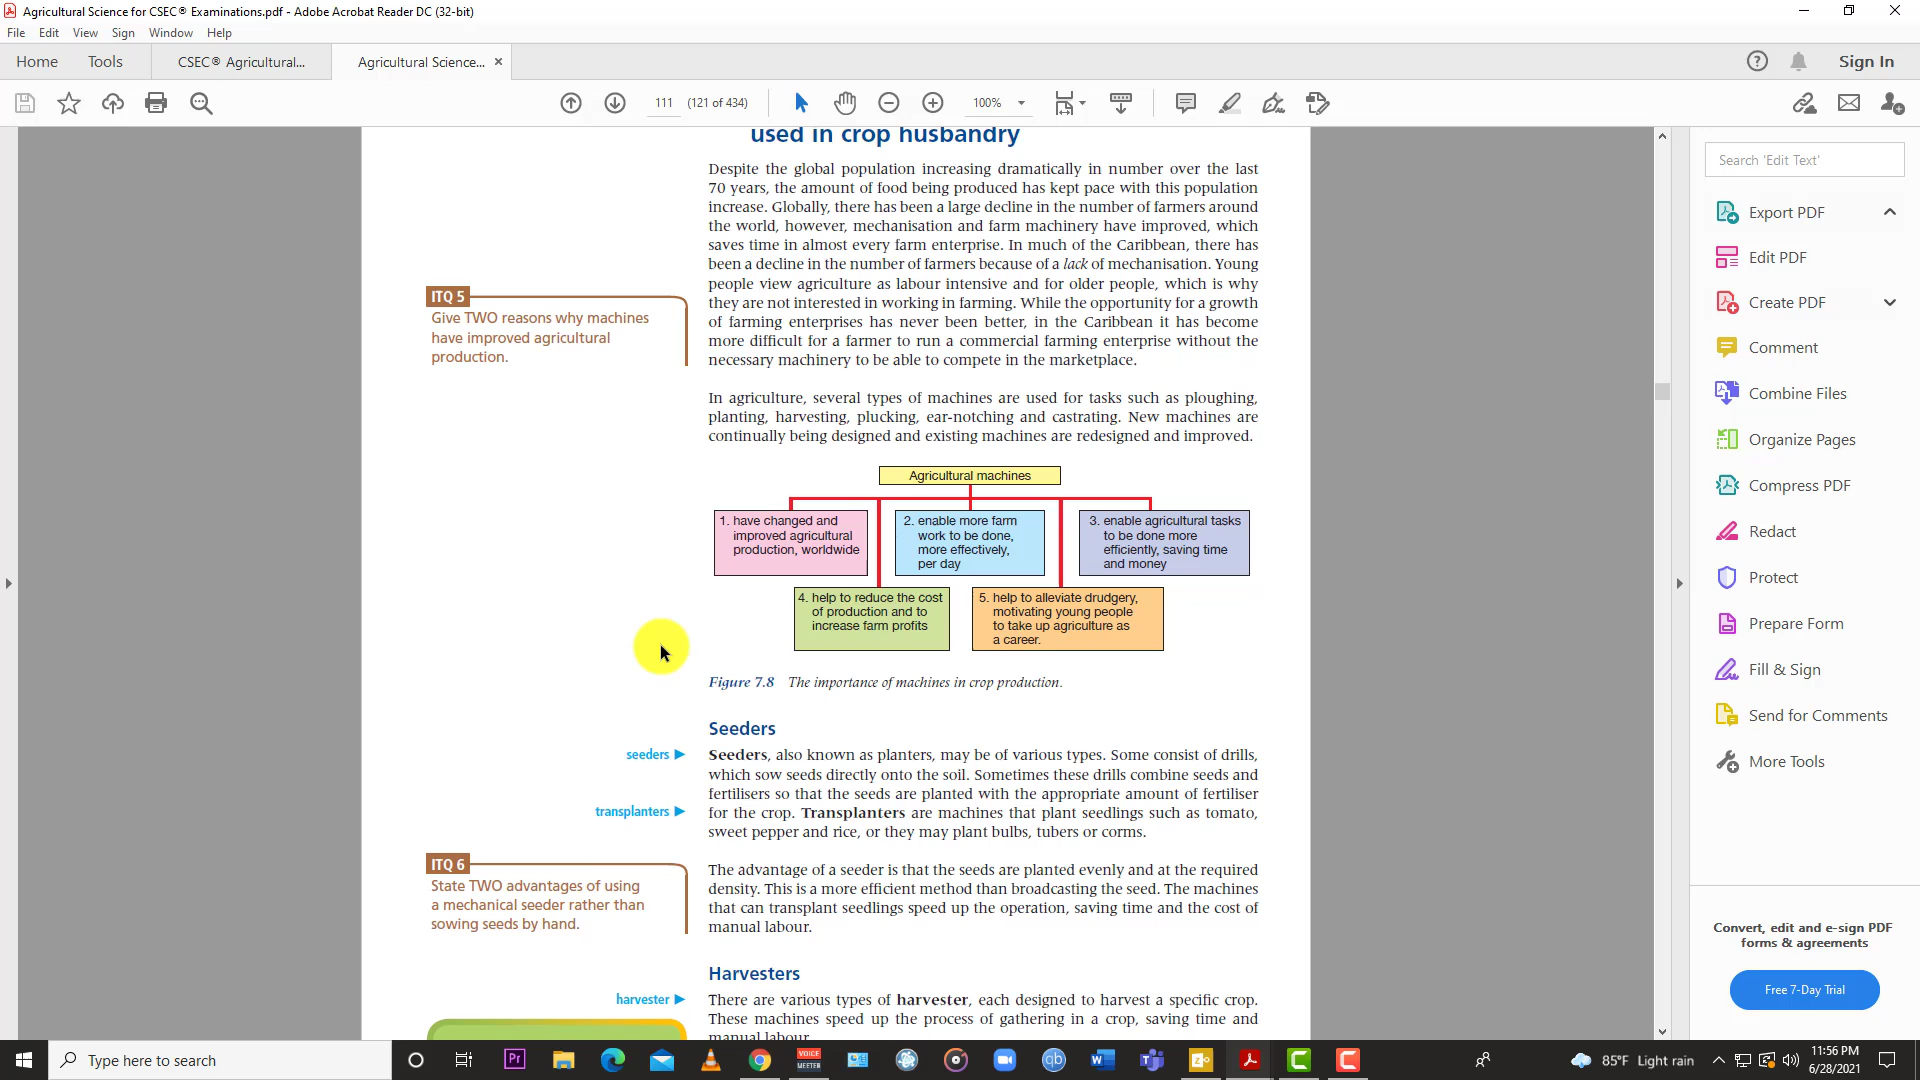 Agricultural Science for CSEC® Examinations.pdf - Adobe Acrobat Reader DC (32-bit)
File Edit View Sign Window Help
Home Tools CSEC® Agricultural... Agricultural Science... Sign In
111 (121 of 434) 100%
used in crop husbandry
Despite the global population increasing dramatically in number over the last
70 years, the amount of food being produced has kept pace with this population
increase. Globally, there has been a large decline in the number of farmers around
the world, however, mechanisation and farm machinery have improved, which
saves time in almost every farm enterprise. In much of the Caribbean, there has
been a decline in the number of farmers because of a lack of mechanisation. Young
people view agriculture as labour intensive and for older people, which is why
they are not interested in working in farming. While the opportunity for a growth
of farming enterprises has never been better, in the Caribbean it has become
more difficult for a farmer to run a commercial farming enterprise without the
necessary machinery to be able to compete in the marketplace.
ITQ 5
Give TWO reasons why machines
have improved agricultural
production.
In agriculture, several types of machines are used for tasks such as ploughing,
planting, harvesting, plucking, ear-notching and castrating. New machines are
continually being designed and existing machines are redesigned and improved.
Agricultural machines
1. have changed and
improved agricultural
production, worldwide
2. enable more farm
work to be done,
more effectively,
per day
3. enable agricultural tasks
to be done more
efficiently, saving time
and money
4. help to reduce the cost
of production and to
increase farm profits
5. help to alleviate drudgery,
motivating young people
to take up agriculture as
a career.
Figure 7.8 The importance of machines in crop production.
Seeders
seeders
Seeders, also known as planters, may be of various types. Some consist of drills,
which sow seeds directly onto the soil. Sometimes these drills combine seeds and
fertilisers so that the seeds are planted with the appropriate amount of fertiliser
transplanters
for the crop. Transplanters are machines that plant seedlings such as tomato,
sweet pepper and rice, or they may plant bulbs, tubers or corms.
ITQ 6
State TWO advantages of using
a mechanical seeder rather than
sowing seeds by hand.
The advantage of a seeder is that the seeds are planted evenly and at the required
density. This is a more efficient method than broadcasting the seed. The machines
that can transplant seedlings speed up the operation, saving time and the cost of
manual labour.
Harvesters
harvester
There are various types of harvester, each designed to harvest a specific crop.
These machines speed up the process of gathering in a crop, saving time and
manual labour
Search 'Edit Text'
Export PDF
Edit PDF
Create PDF
Comment
Combine Files
Organize Pages
Compress PDF
Redact
Protect
Prepare Form
Fill & Sign
Send for Comments
More Tools
Convert, edit and e-sign PDF
forms & agreements
Free 7-Day Trial
Type here to search
Pr
VOICE
MEETER
qb
85°F Light rain
11:56 PM
6/28/2021